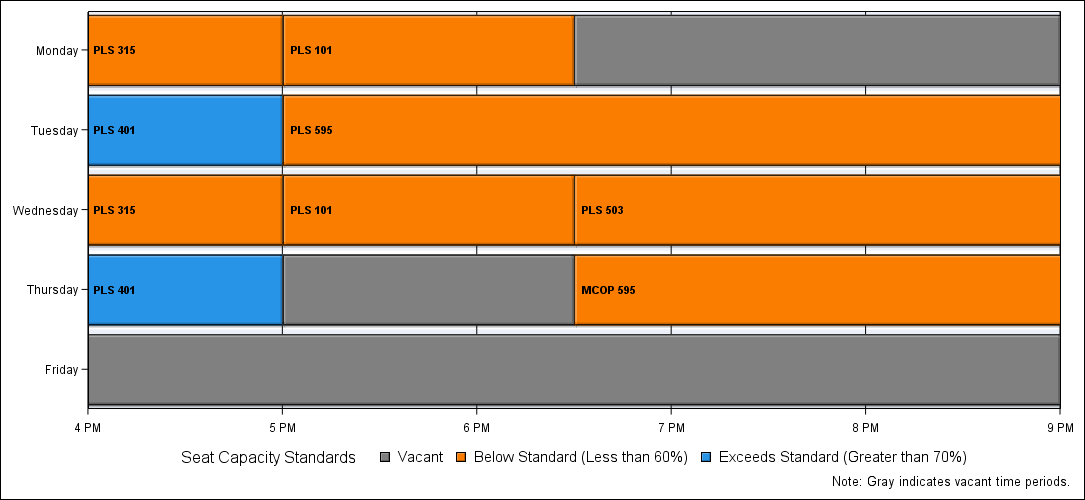 Monday
PLS 315
PLS 101
Tuesday
PLS 401
PLS 595
Wednesday
PLS 315
PLS 101
PLS 503
Thursday
PLS 401
MCOP 595
Friday
4 PM 5 PM 6 PM 7 PM 8 PM 9 PM
Seat Capacity Standards Vacant Below Standard (Less than 60%) Exceeds Standard (Greater than 70%)
Note: Gray indicates vacant time periods.